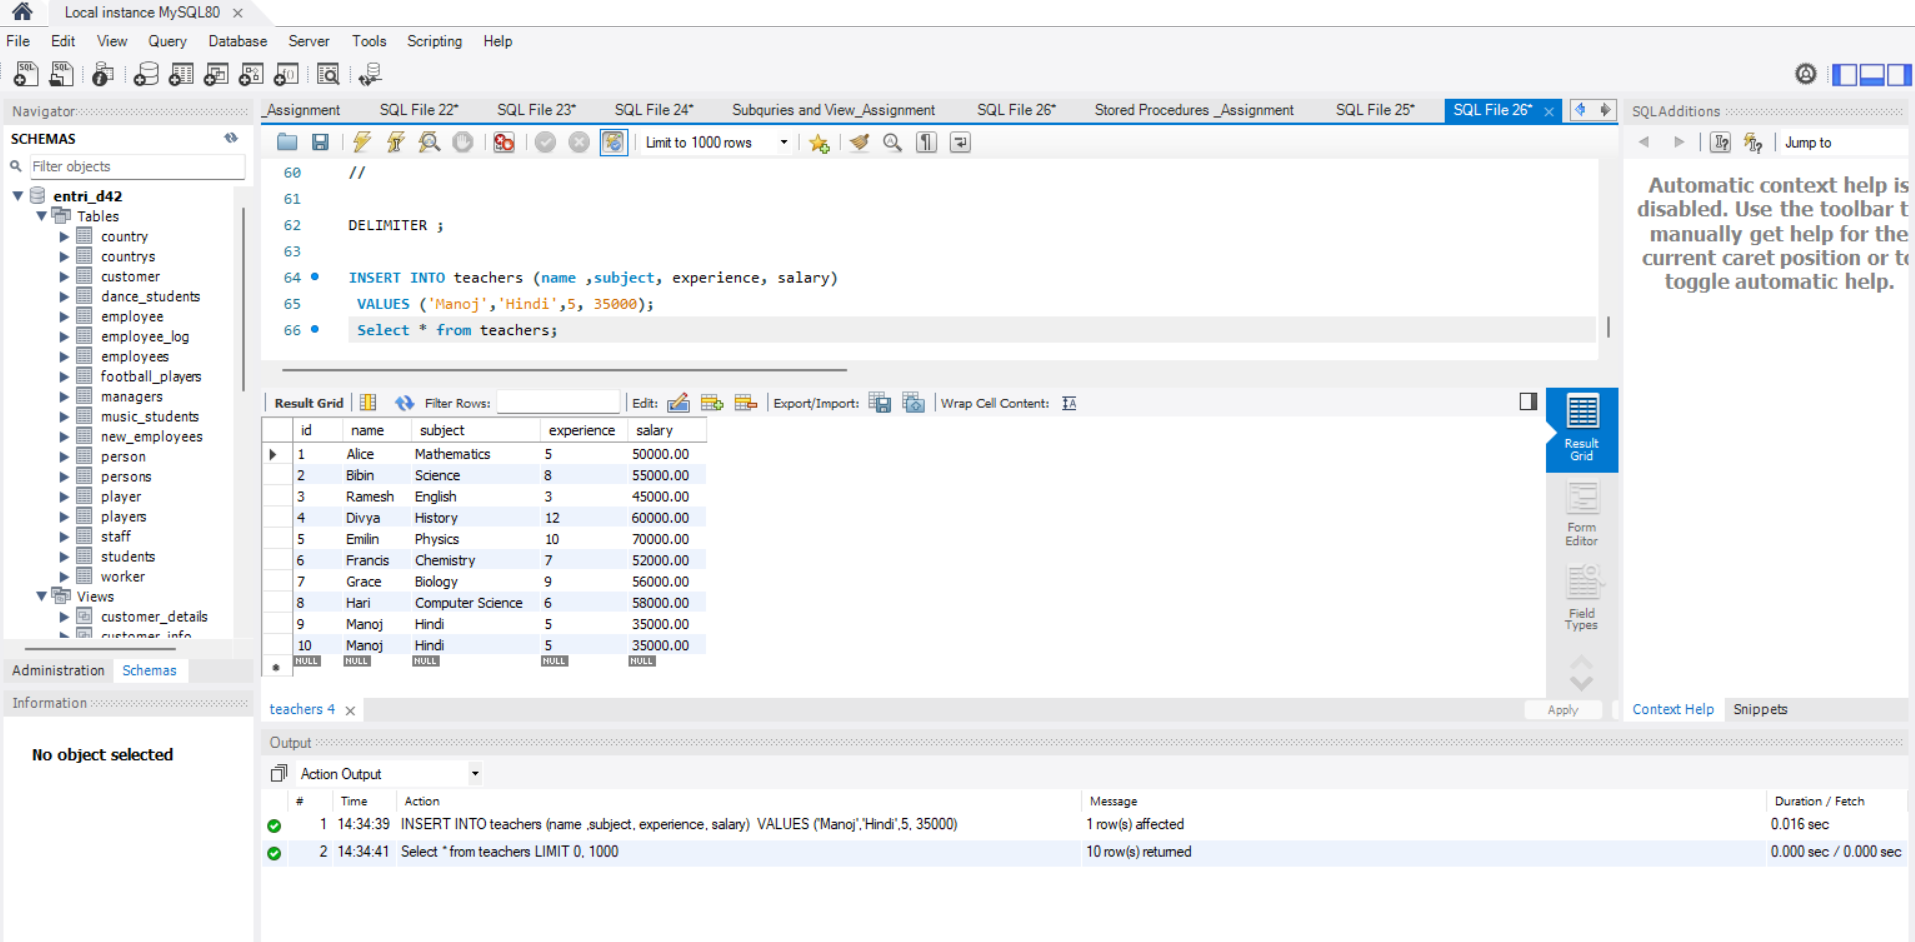 Local instance MySQL80 ×
File Edit View Query Database Server Tools Scripting Help
Navigator
SCHEMAS
Filter objects
entri_d42
Tables
country
countrys
customer
dance_students
employee
employee_log
employees
football_players
managers
music_students
new_employees
person
persons
player
players
staff
students
worker
Views
customer_details
customer_info
Administration Schemas
Information
No object selected
_Assignment SQL File 22* SQL File 23* SQL File 24* Subquries and View_Assignment SQL File 26* Stored Procedures _Assignment SQL File 25* SQL File 26* ×
Limit to 1000 rows
60 //
61
62 DELIMITER ;
63
64 INSERT INTO teachers (name ,subject, experience, salary)
65 VALUES ('Manoj','Hindi',5, 35000);
66 Select * from teachers;
Result Grid Filter Rows: Edit: Export/Import: Wrap Cell Content:
id name subject experience salary
1 Alice Mathematics 5 50000.00
2 Bibin Science 8 55000.00
3 Ramesh English 3 45000.00
4 Divya History 12 60000.00
5 Emilin Physics 10 70000.00
6 Francis Chemistry 7 52000.00
7 Grace Biology 9 56000.00
8 Hari Computer Science 6 58000.00
9 Manoj Hindi 5 35000.00
10 Manoj Hindi 5 35000.00
NULL NULL NULL NULL NULL
Result
Grid
Form
Editor
Field
Types
teachers 4 ×
Apply
SQLAdditions
Jump to
Automatic context help is
disabled. Use the toolbar t
manually get help for the
current caret position or to
toggle automatic help.
Context Help Snippets
Output
Action Output
# Time Action Message Duration / Fetch
1 14:34:39 INSERT INTO teachers (name ,subject, experience, salary) VALUES ('Manoj','Hindi',5, 35000) 1 row(s) affected 0.016 sec
2 14:34:41 Select * from teachers LIMIT 0, 1000 10 row(s) returned 0.000 sec / 0.000 sec